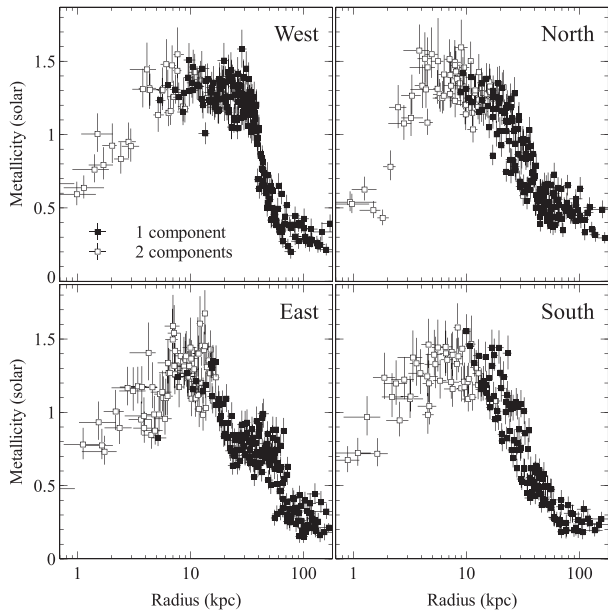 West
North
Metallicity (solar)
1.5
1
0.5
0
1 component
2 components
East
South
Metallicity (solar)
1.5
1
0.5
0
1
10
100
1
10
100
Radius (kpc)
Radius (kpc)